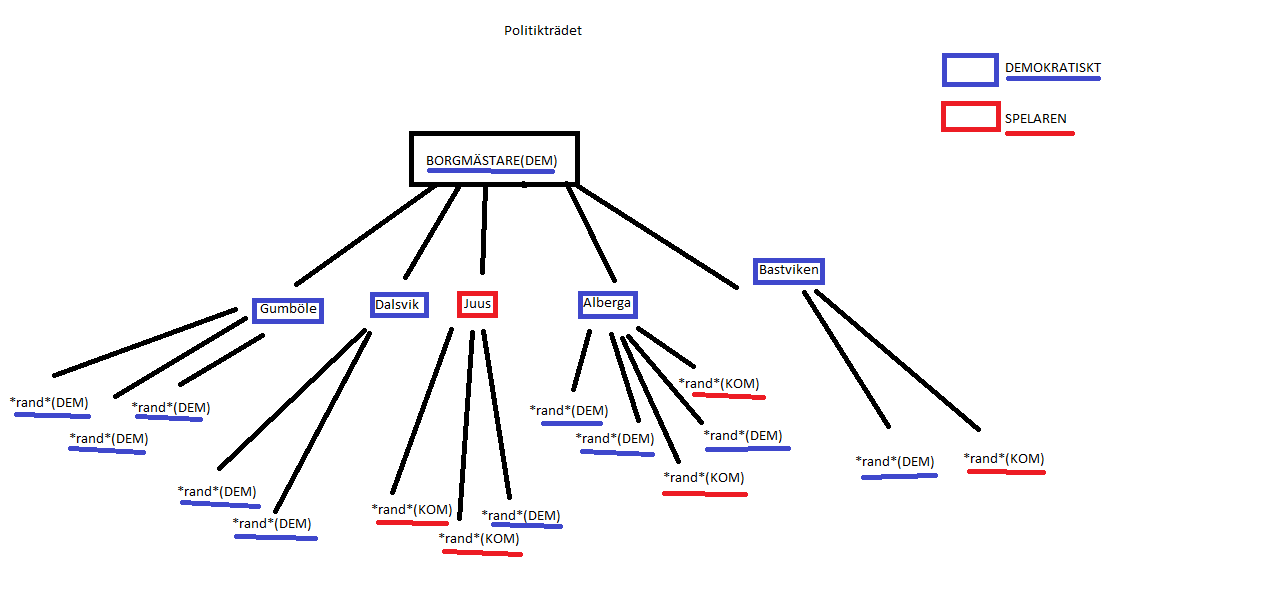 Politikträdet
DEMOKRATISKT
SPELAREN
BORGMÄSTARE(DEM)
Bastviken
Gumböle
Dalsvik
Juus
Alberga
*rand*(DEM)
*rand*(DEM)
*rand*(DEM)
*rand*(DEM)
*rand*(DEM)
*rand*(KOM)
*rand*(KOM)
*rand*(DEM)
*rand*(DEM)
*rand*(DEM)
*rand*(KOM)
*rand*(DEM)
*rand*(KOM)
*rand*(DEM)
*rand*(KOM)